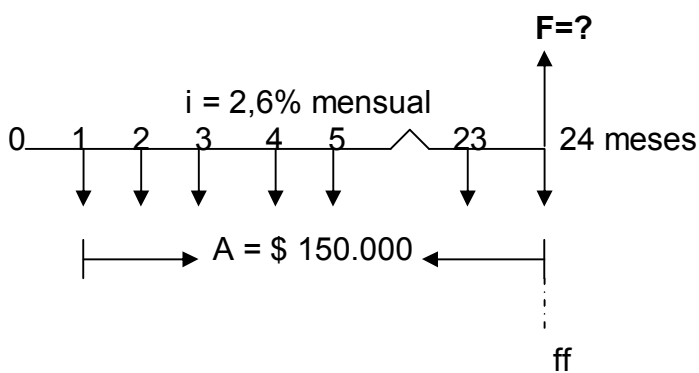 F=?
i = 2,6% mensual
0 1 2 3 4 5 23 24 meses
A = $ 150.000
ff